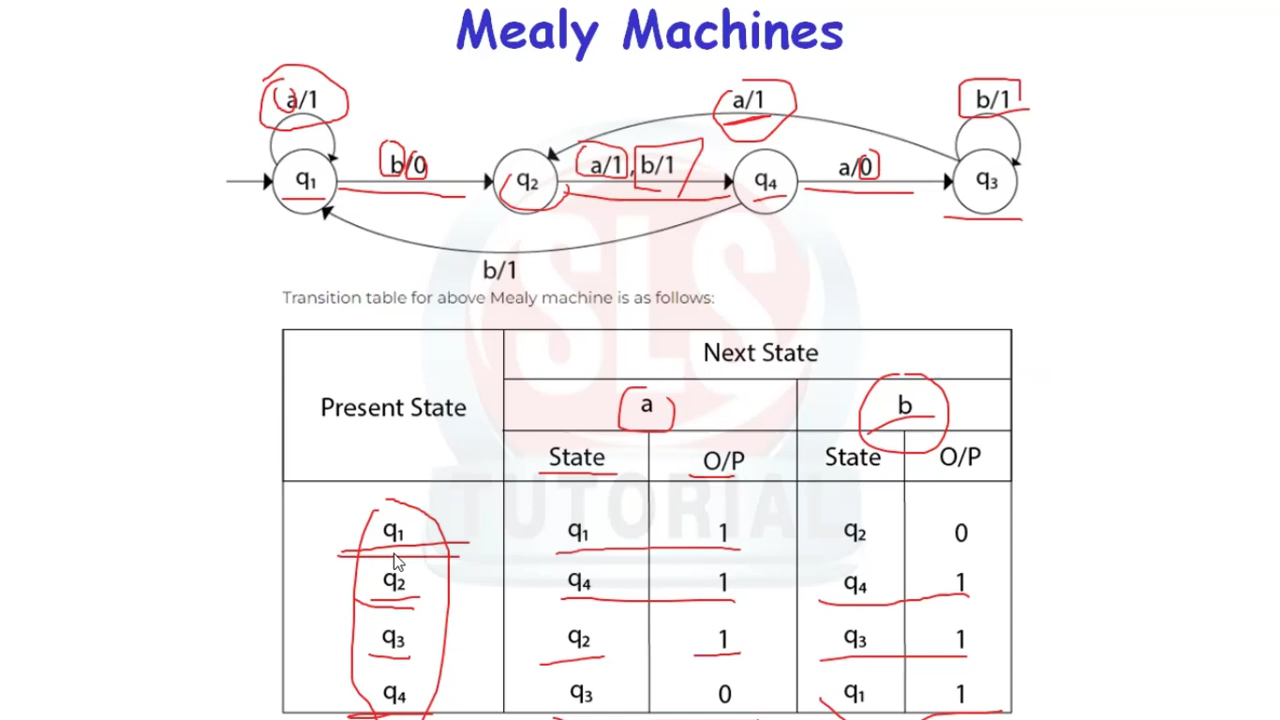 Mealy Machines
a/1 a/1 b/1
b/0 a/1 , b/1 a/0
q₁ q₂ q₄ q₃
b/1
Transition table for above Mealy machine is as follows:
Next State
Present State a b
State O/P State O/P
q₁ q₁ 1 q₂ 0
q₂ q₄ 1 q₄ 1
q₃ q₂ 1 q₃ 1
q₄ q₃ 0 q₁ 1
SLS
TUTORIAL